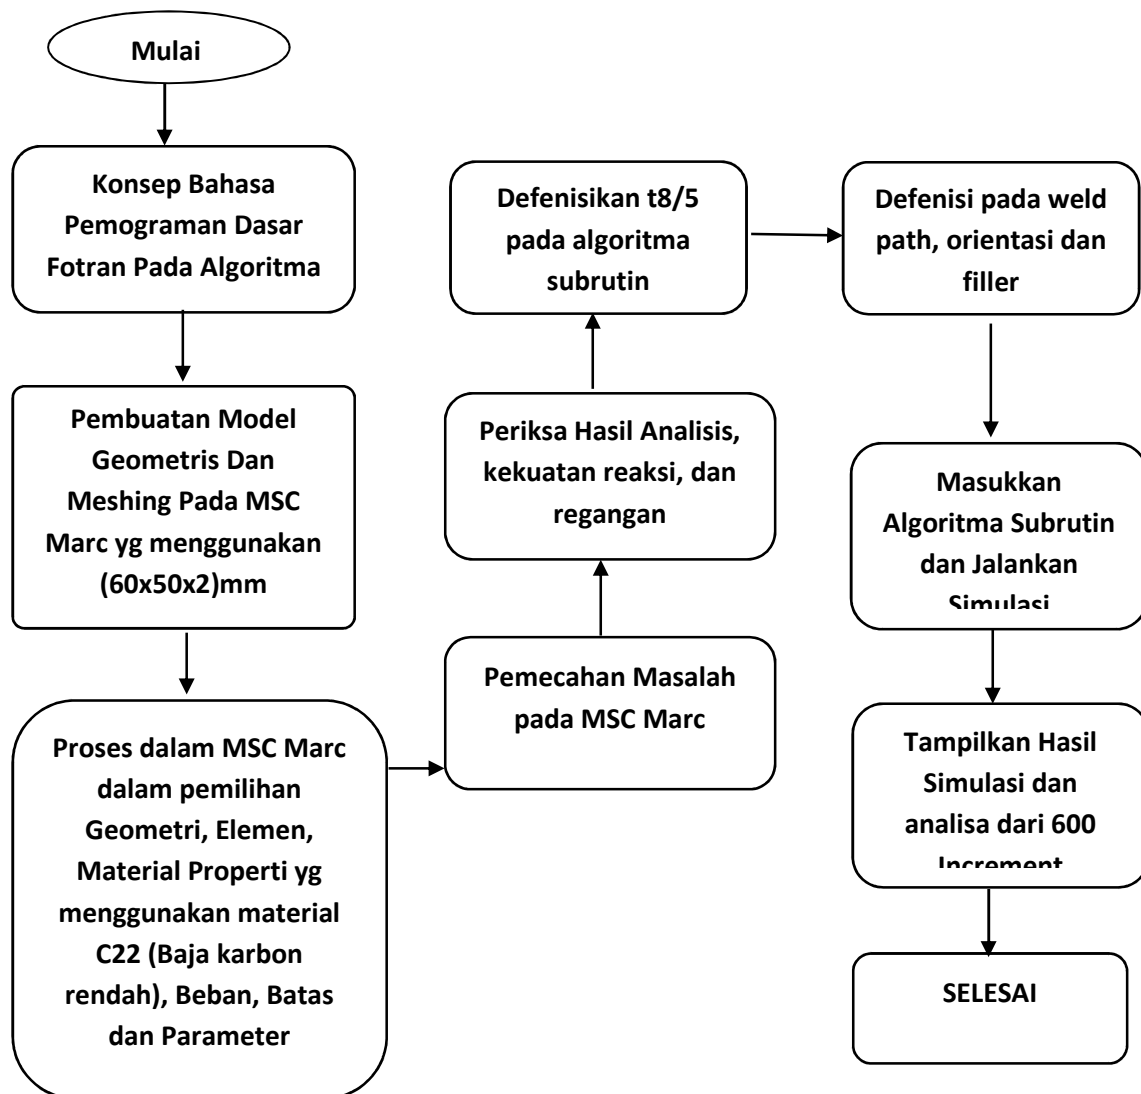 Mulai
Konsep Bahasa
Pemograman Dasar
Fotran Pada Algoritma
Pembuatan Model
Geometris Dan
Meshing Pada MSC
Marc yg menggunakan
(60x50x2)mm
Proses dalam MSC Marc
dalam pemilihan
Geometri, Elemen,
Material Properti yg
menggunakan material
C22 (Baja karbon
rendah), Beban, Batas
dan Parameter
Pemecahan Masalah
pada MSC Marc
Periksa Hasil Analisis,
kekuatan reaksi, dan
regangan
Defenisikan t8/5
pada algoritma
subrutin
Defenisi pada weld
path, orientasi dan
filler
Masukkan
Algoritma Subrutin
dan Jalankan
Simulasi
Tampilkan Hasil
Simulasi dan
analisa dari 600
Increment
SELESAI